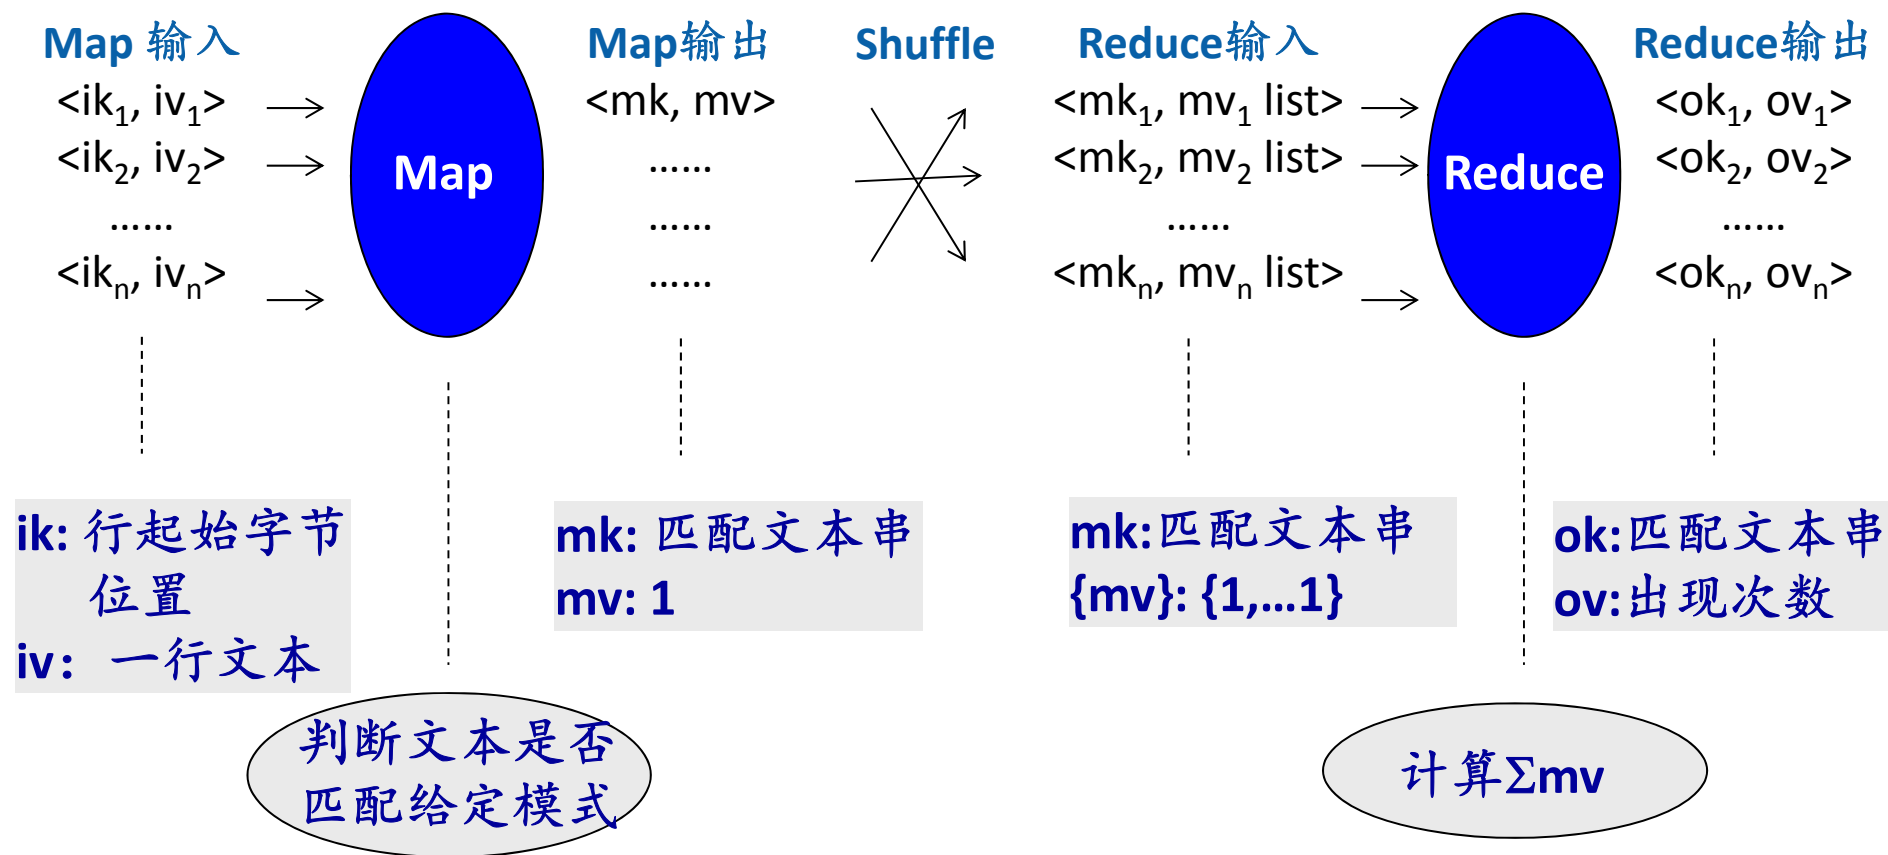 Map 输入
<ik₁, iv₁>
<ik₂, iv₂>
......
<ikₙ, ivₙ>
Map
Map输出
<mk, mv>
......
......
......
Shuffle
Reduce输入
<mk₁, mv₁ list>
<mk₂, mv₂ list>
......
<mkₙ, mvₙ list>
Reduce
Reduce输出
<ok₁, ov₁>
<ok₂, ov₂>
......
<okₙ, ovₙ>
ik: 行起始字节
位置
iv: 一行文本
mk: 匹配文本串
mv: 1
mk:匹配文本串
{mv}: {1,...1}
ok:匹配文本串
ov:出现次数
判断文本是否
匹配给定模式
计算Σmv